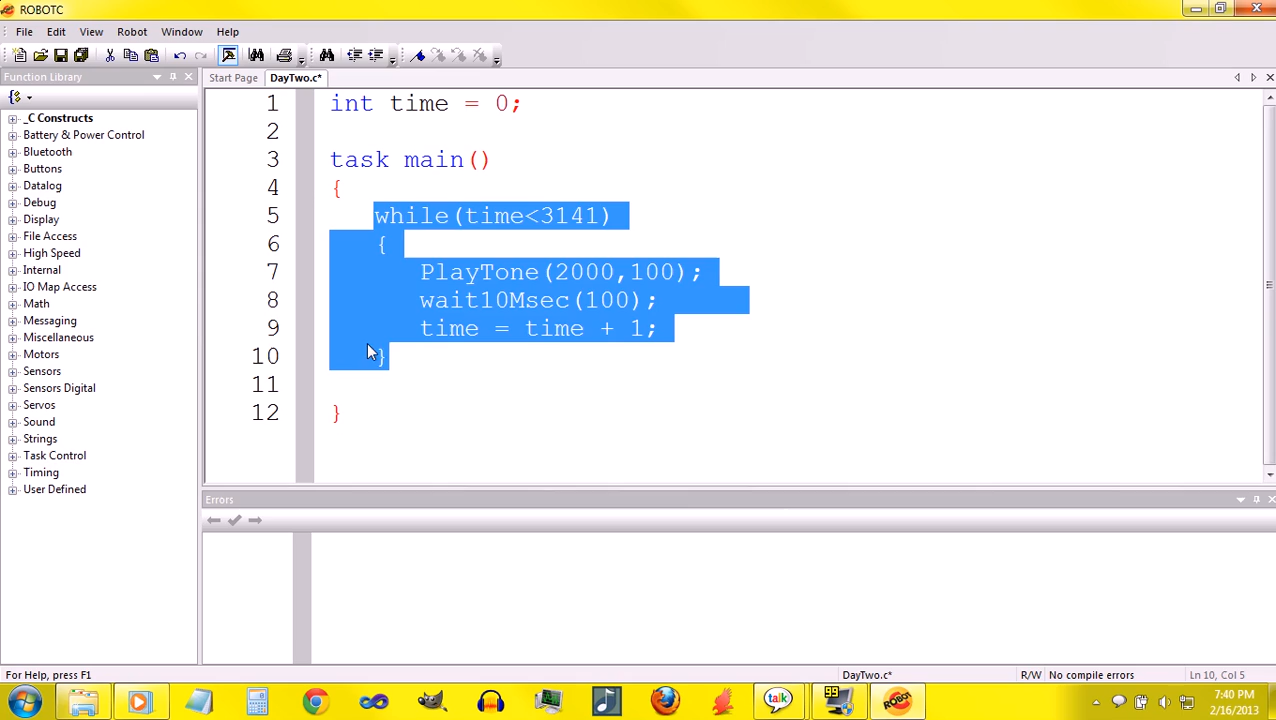 ROBOTC
File Edit View Robot Window Help
Function Library
Start Page DayTwo.c*
_C Constructs
Battery & Power Control
Bluetooth
Buttons
Datalog
Debug
Display
File Access
High Speed
Internal
IO Map Access
Math
Messaging
Miscellaneous
Motors
Sensors
Sensors Digital
Servos
Sound
Strings
Task Control
Timing
User Defined
1 int time = 0;
2
3 task main()
4 {
5 while(time<3141)
6 {
7 PlayTone(2000,100);
8 wait10Msec(100);
9 time = time + 1;
10 }
11
12 }
Errors
For Help, press F1 DayTwo.c* R/W No compile errors Ln 10, Col 5
talk 99 ROBOT
7:40 PM
2/16/2013